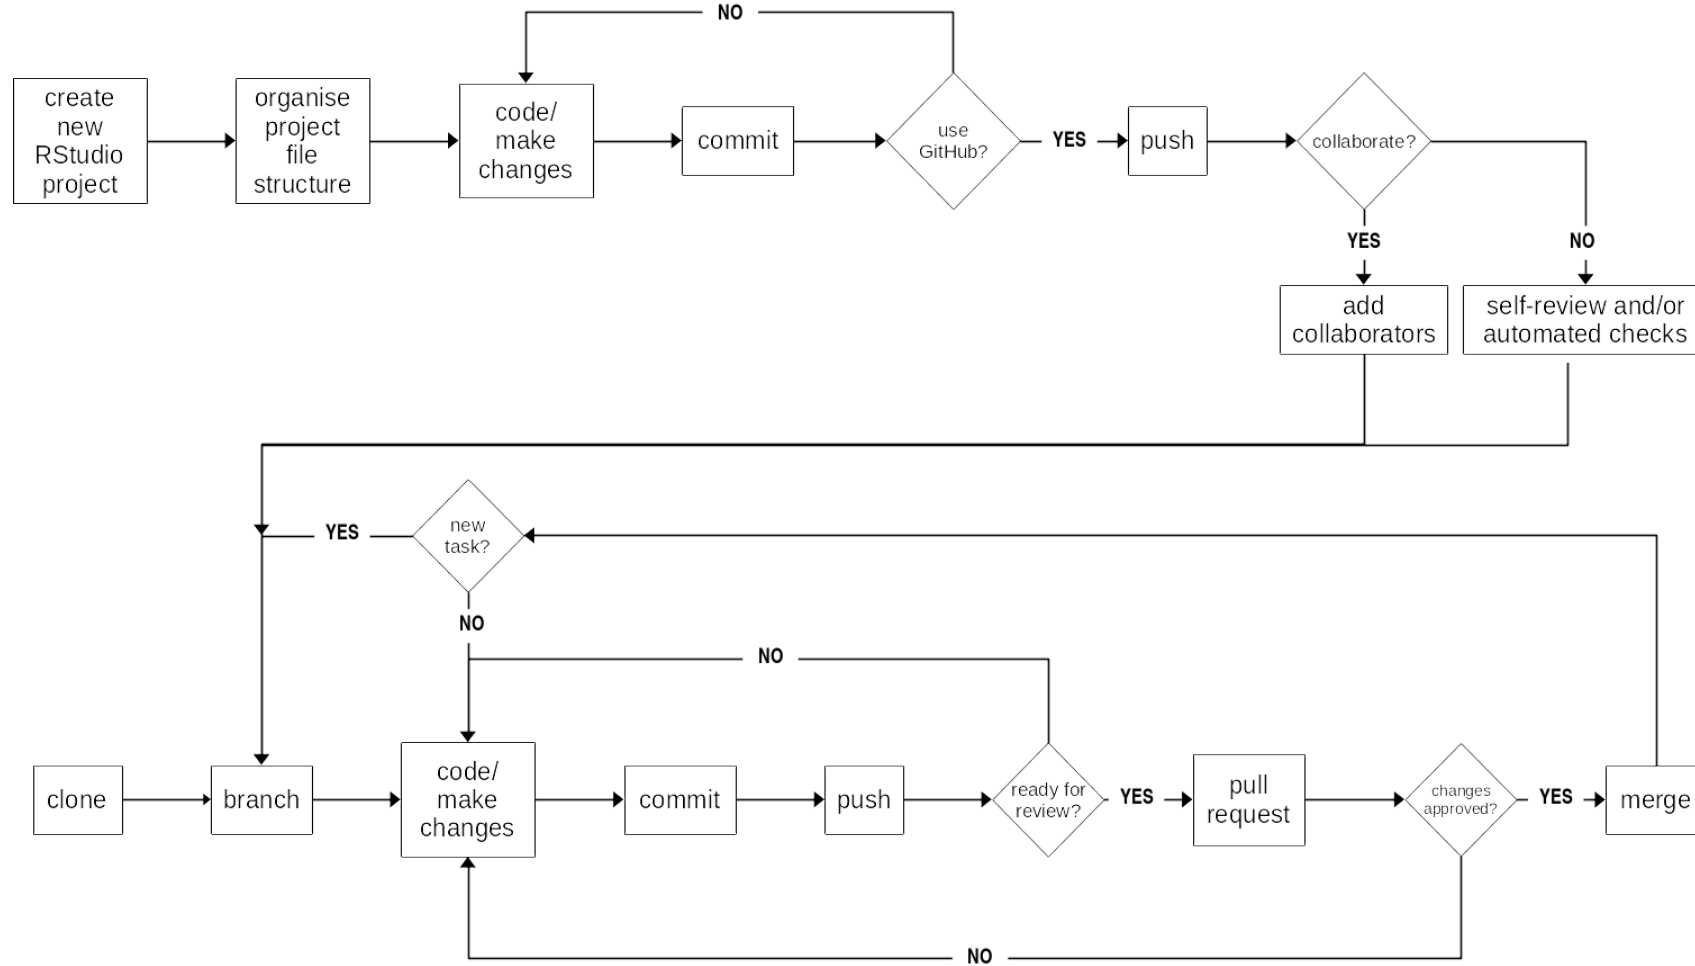 NO
create
new
RStudio
project
organise
project
file
structure
code/
make
changes
commit
use
GitHub?
YES
push
collaborate?
YES
NO
add
collaborators
self-review and/or
automated checks
new
task?
YES
NO
NO
clone
branch
code/
make
changes
commit
push
ready for
review?
YES
pull
request
changes
approved?
YES
merge
NO